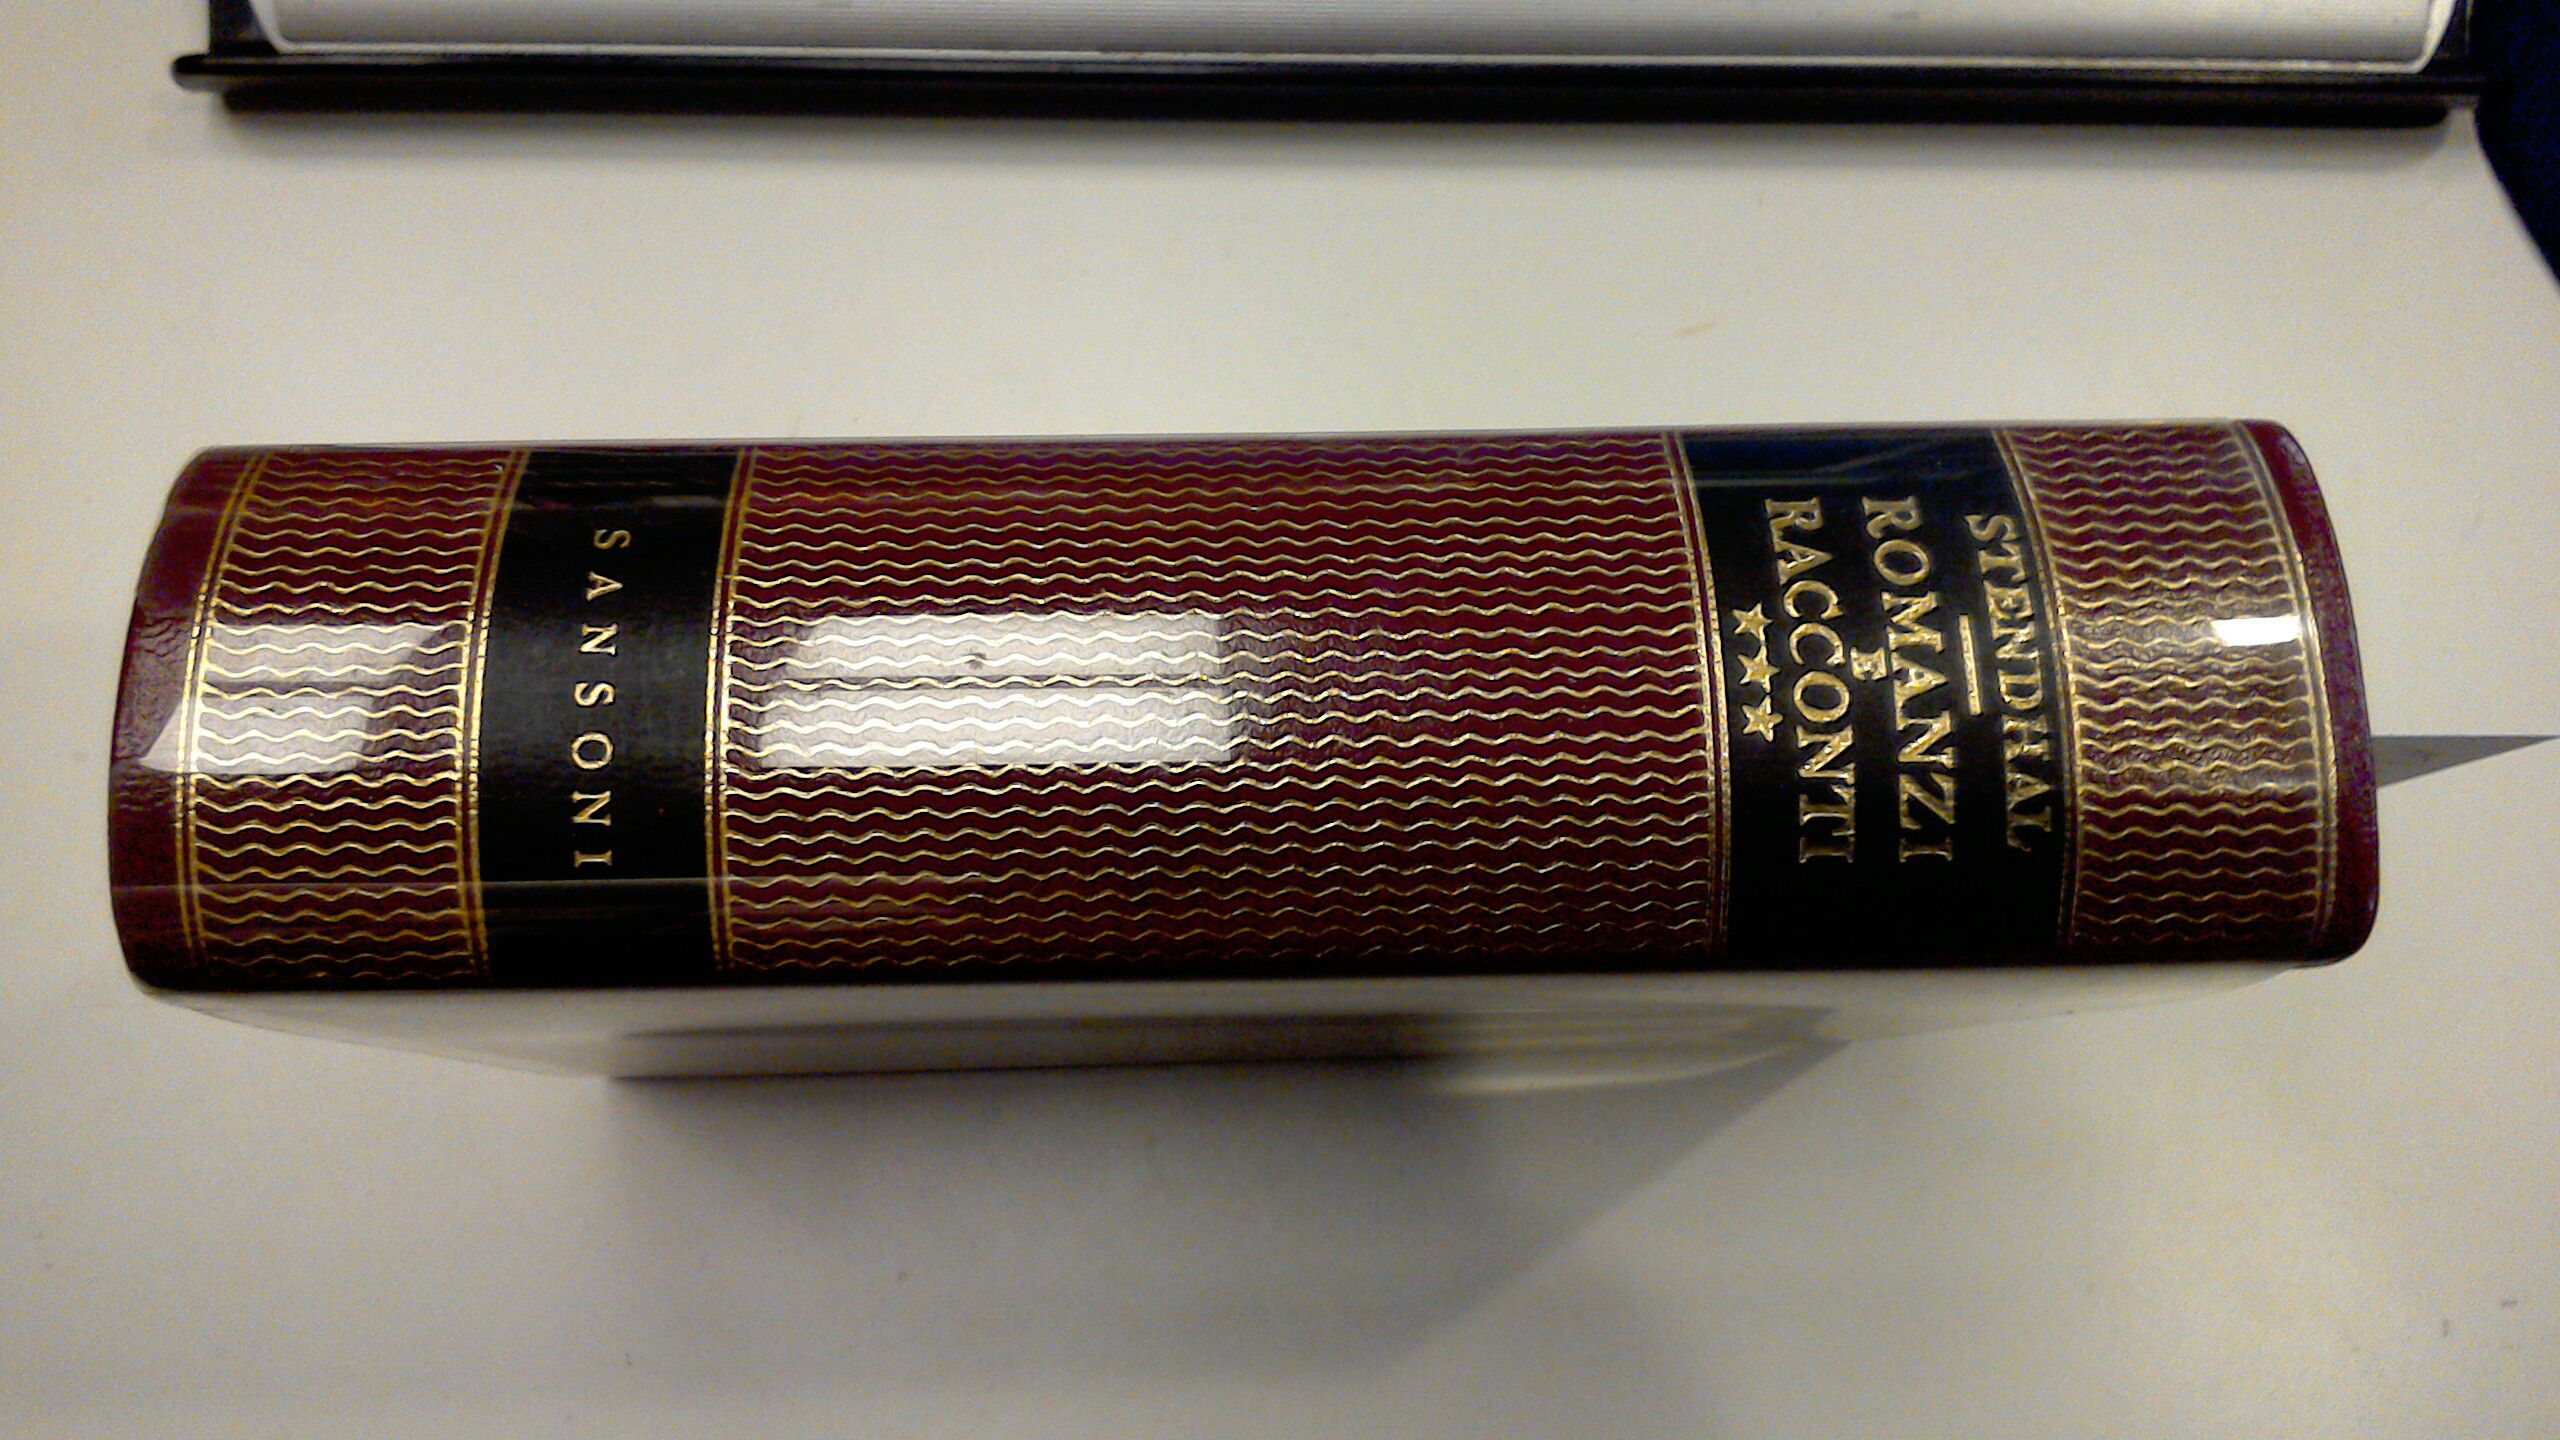 STENDHAL
ROMANZI
E
RACCONTI
SANSONI